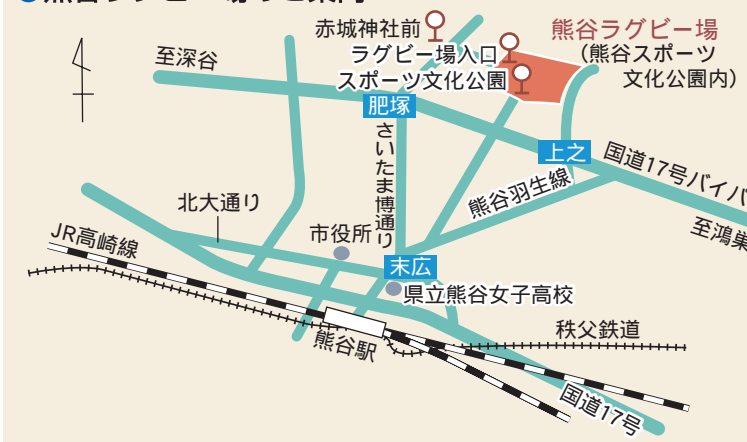 赤城神社前
ラグビー場入口
スポーツ文化公園
熊谷ラグビー場
(熊谷スポーツ
文化公園内)
至深谷
肥塚
さいたま博通り
上之
国道17号バイパ
至鴻巣
熊谷羽生線
北大通り
市役所
JR高崎線
末広
県立熊谷女子高校
熊谷駅
秩父鉄道
国道17号